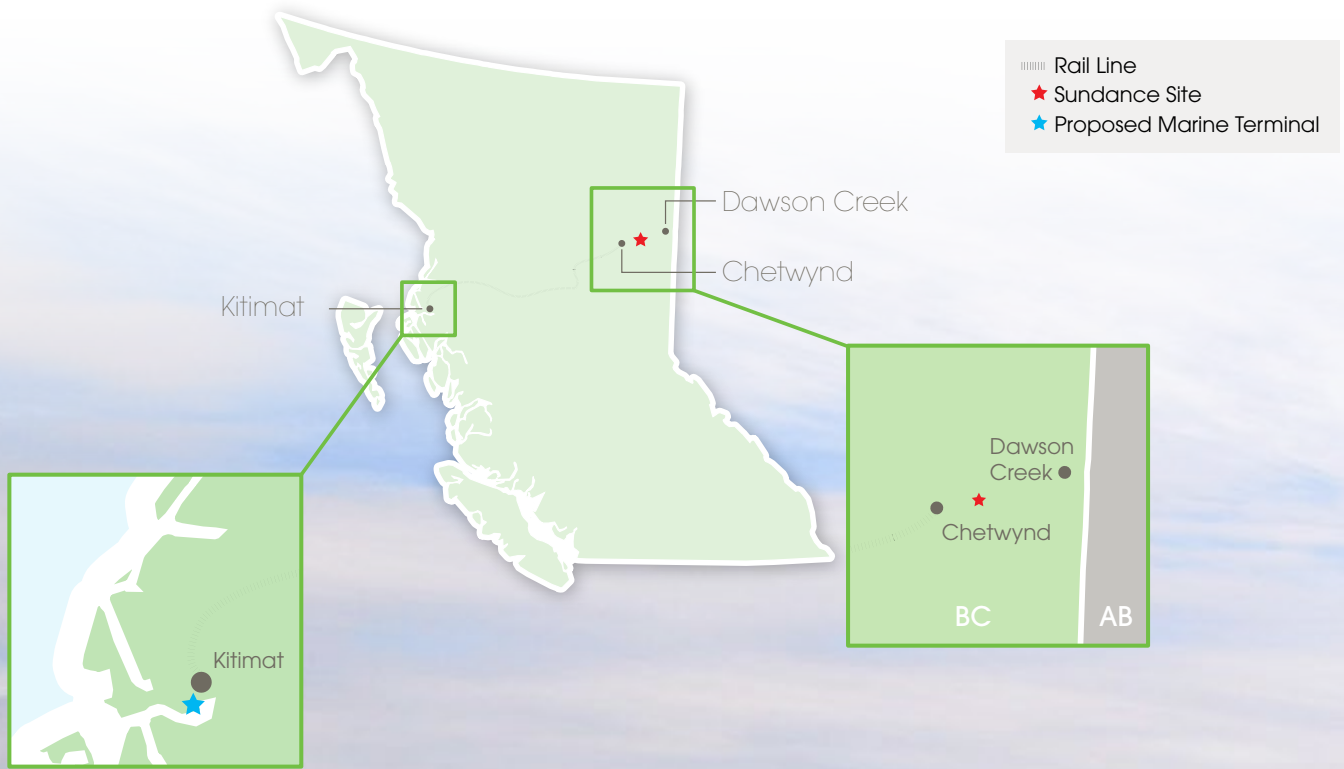 Rail Line
Sundance Site
Proposed Marine Terminal
Dawson Creek
Chetwynd
Kitimat
Dawson
Creek
Chetwynd
BC
AB
Kitimat